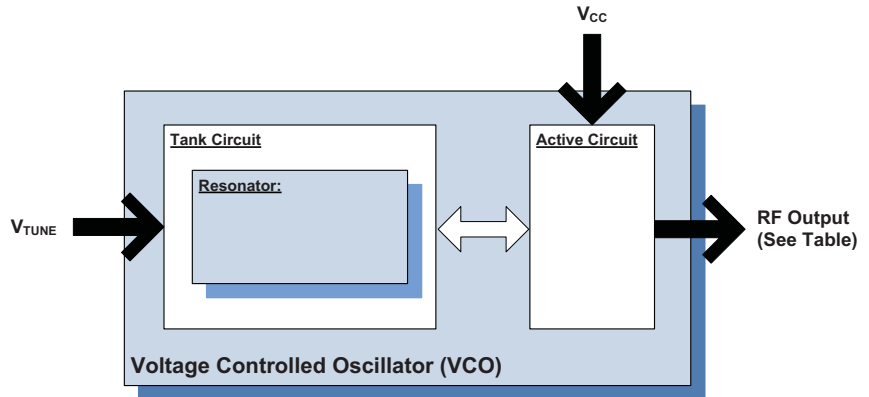 VCC
Tank Circuit
Active Circuit
Resonator:
VTUNE
RF Output
(See Table)
Voltage Controlled Oscillator (VCO)